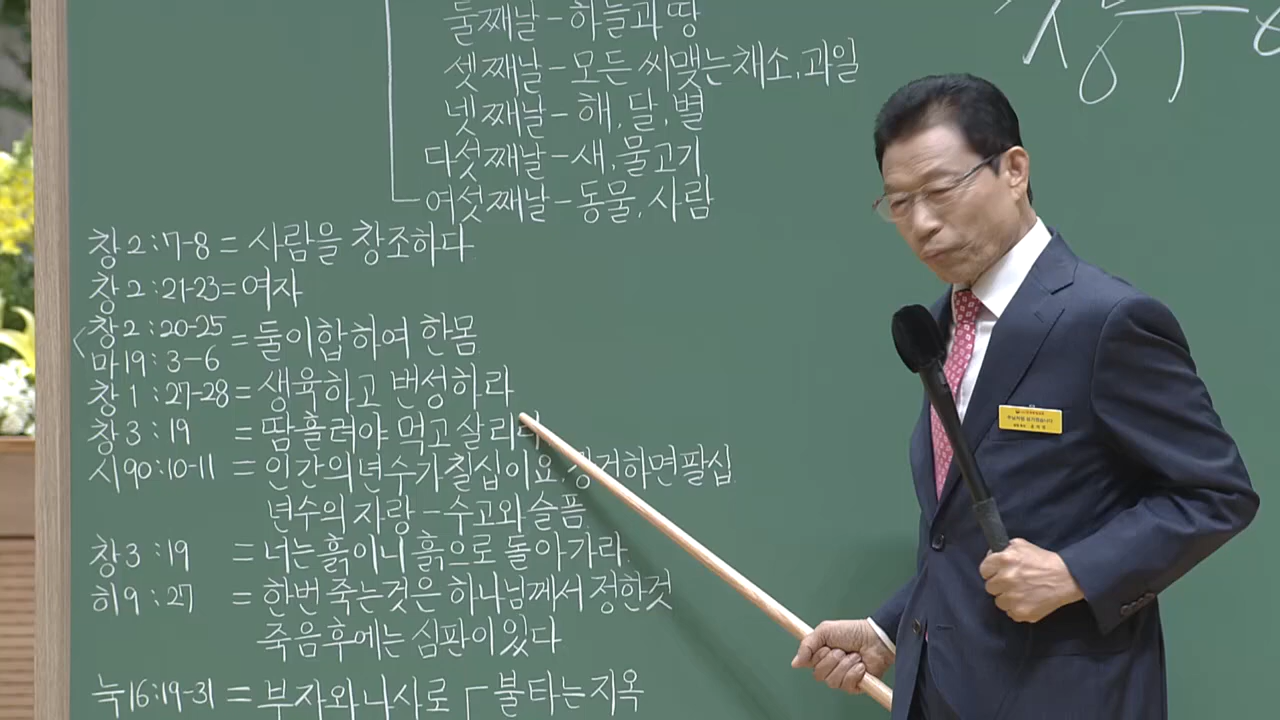 둘째날 - 하늘과 땅
셋째날 - 모든 씨맺는 채소, 과일
넷째날 - 해, 달, 별
다섯째날 - 새, 물고기
여섯째날 - 동물, 사람
창 2:7-8 = 사람을 창조하다
창 2:21-23 = 여자
창 2:20-25
마 19:3-6 = 둘이 합하여 한몸
창 1:27-28 = 생육하고 번성하라
창 3:19 = 땀흘려야 먹고 살리라
시 90:10-11 = 인간의 년수가 칠십이요 강건하면 팔십
년수의 자랑 - 수고와 슬픔
창 3:19 = 너는 흙이니 흙으로 돌아가라
히 9:27 = 한번 죽는것은 하나님께서 정한것
죽음후에는 심판이 있다
눅 16:19-31 = 부자와 나사로 불타는 지옥